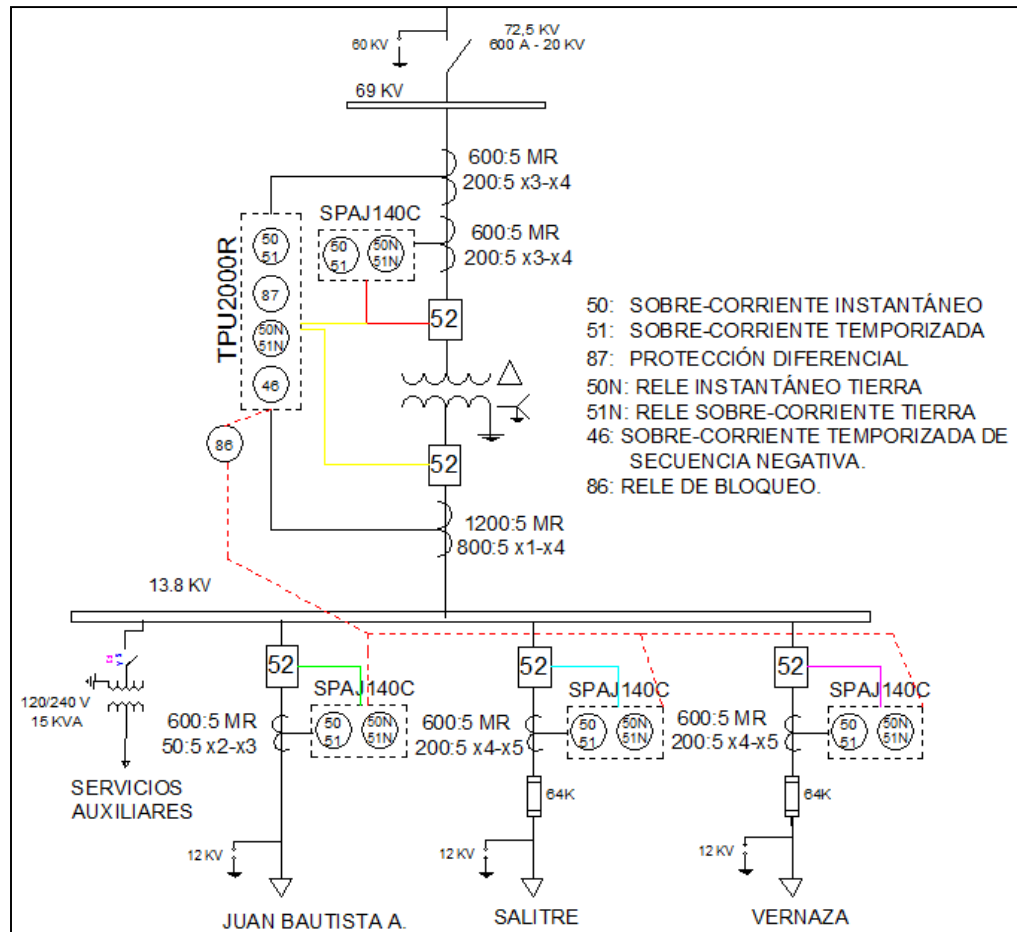 72,5 KV
600 A - 20 KV
60 KV
69 KV
600:5 MR
200:5 x3-x4
SPAJ140C
50
51
50N
51N
600:5 MR
200:5 x3-x4
TPU2000R
50
51
87
50N
51N
46
86
52
52
1200:5 MR
800:5 x1-x4
50: SOBRE-CORRIENTE INSTANTÁNEO
51: SOBRE-CORRIENTE TEMPORIZADA
87: PROTECCIÓN DIFERENCIAL
50N: RELE INSTANTÁNEO TIERRA
51N: RELE SOBRE-CORRIENTE TIERRA
46: SOBRE-CORRIENTE TEMPORIZADA DE
SECUENCIA NEGATIVA.
86: RELE DE BLOQUEO.
13.8 KV
120/240 V
15 KVA
SERVICIOS
AUXILIARES
52
SPAJ140C
600:5 MR
50:5 x2-x3
50
51
50N
51N
12 KV
JUAN BAUTISTA A.
52
SPAJ140C
600:5 MR
200:5 x4-x5
50
51
50N
51N
64K
12 KV
SALITRE
52
SPAJ140C
600:5 MR
200:5 x4-x5
50
51
50N
51N
64K
12 KV
VERNAZA